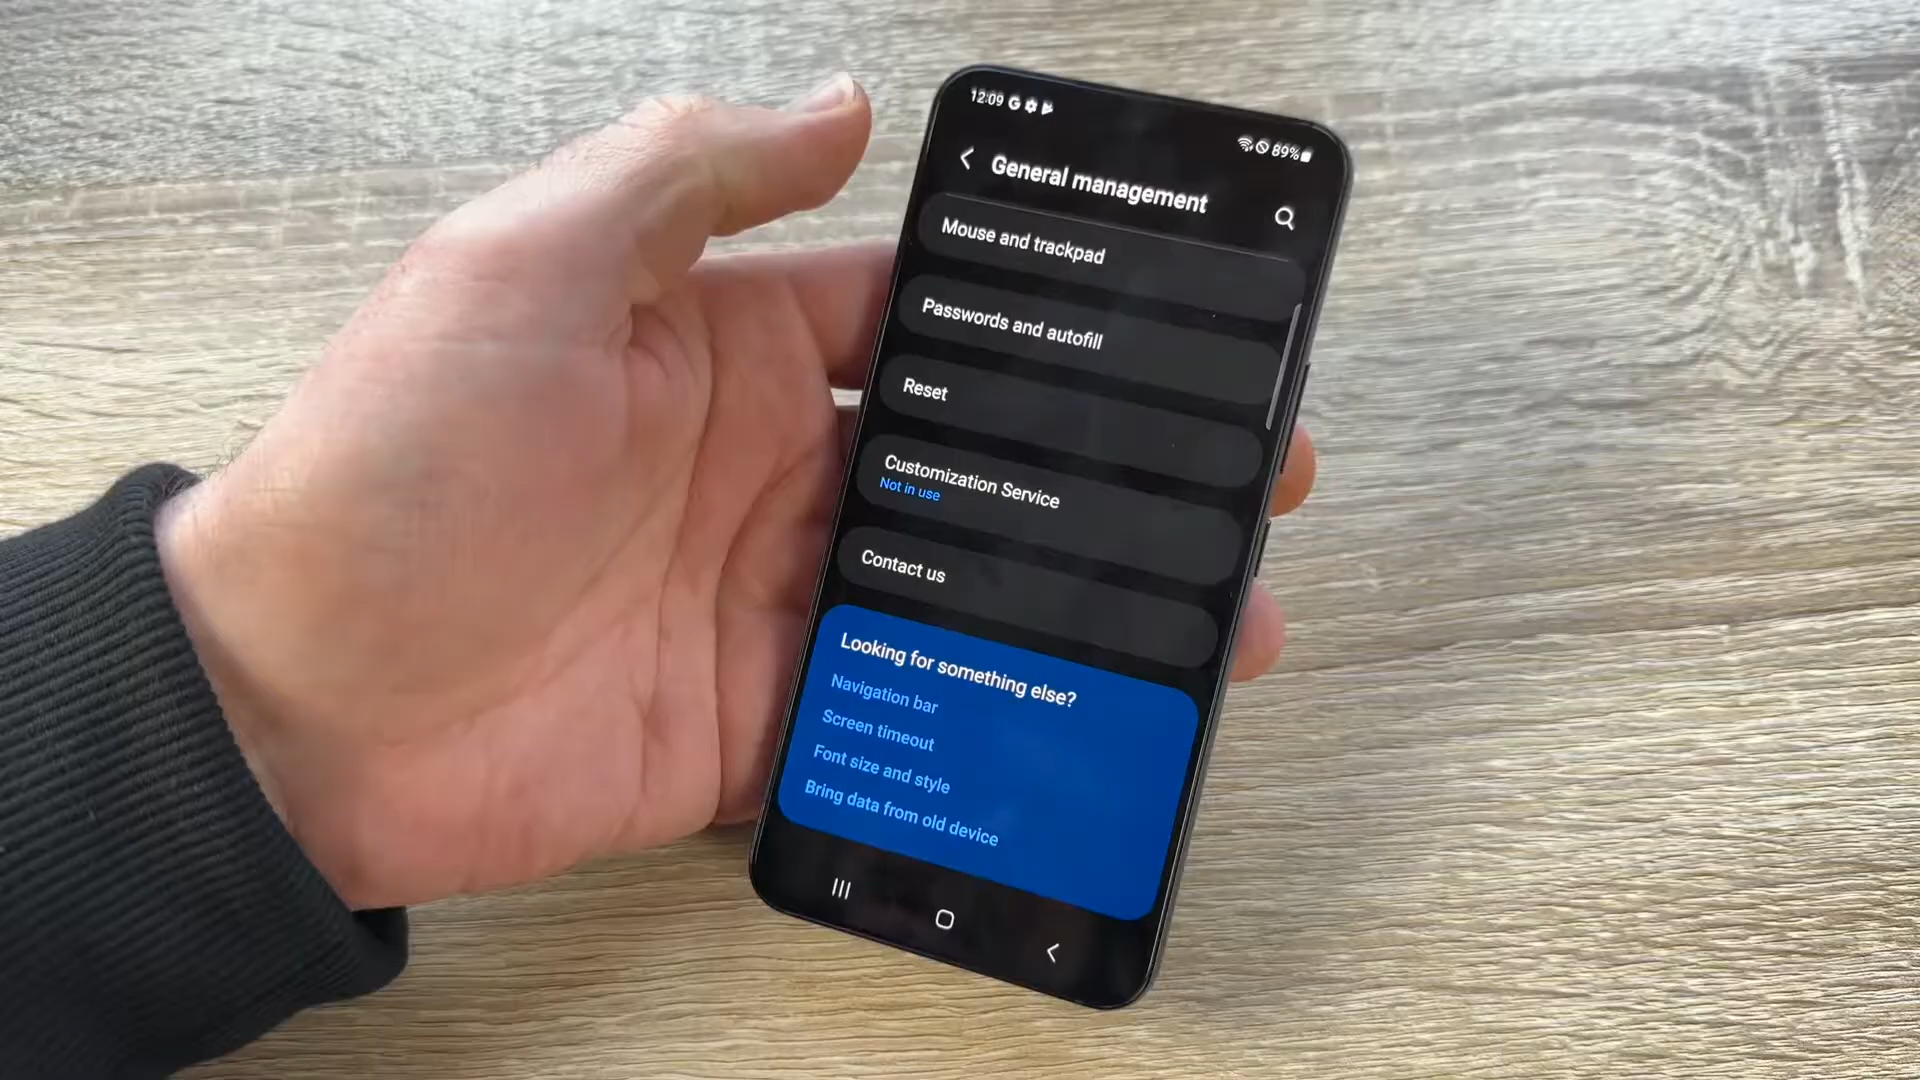 12:09 G
89%
General management
Mouse and trackpad
Passwords and autofill
Reset
Customization Service
Not in use
Contact us
Looking for something else?
Navigation bar
Screen timeout
Font size and style
Bring data from old device